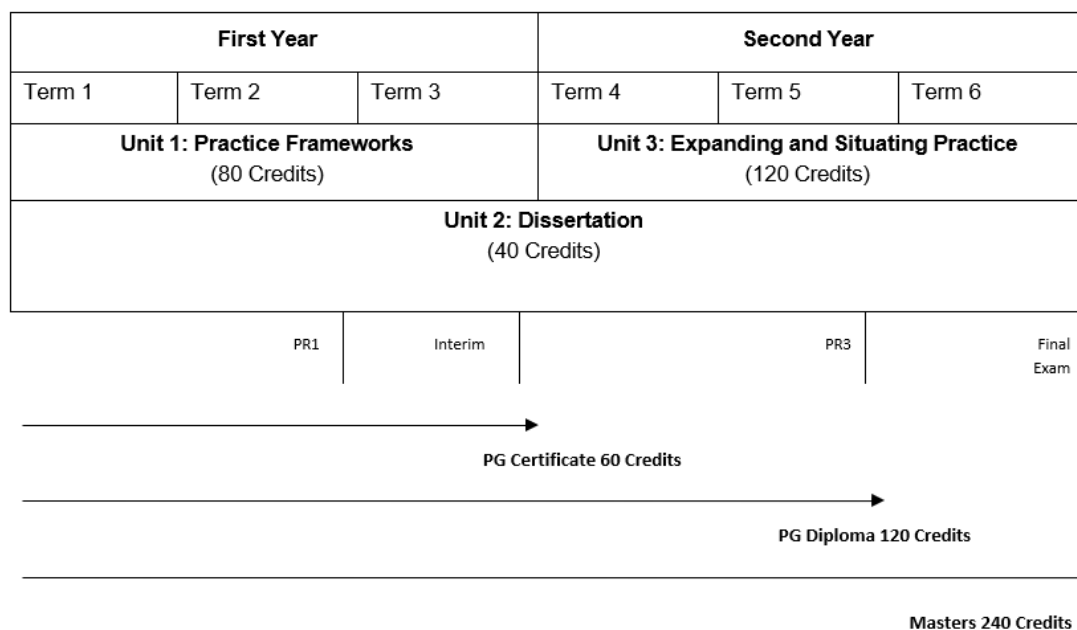 First Year Second Year
Term 1 Term 2 Term 3 Term 4 Term 5 Term 6
Unit 1: Practice Frameworks Unit 3: Expanding and Situating Practice
(80 Credits) (120 Credits)
Unit 2: Dissertation
(40 Credits)
PR1 Interim PR3 Final
Exam
PG Certificate 60 Credits
PG Diploma 120 Credits
Masters 240 Credits